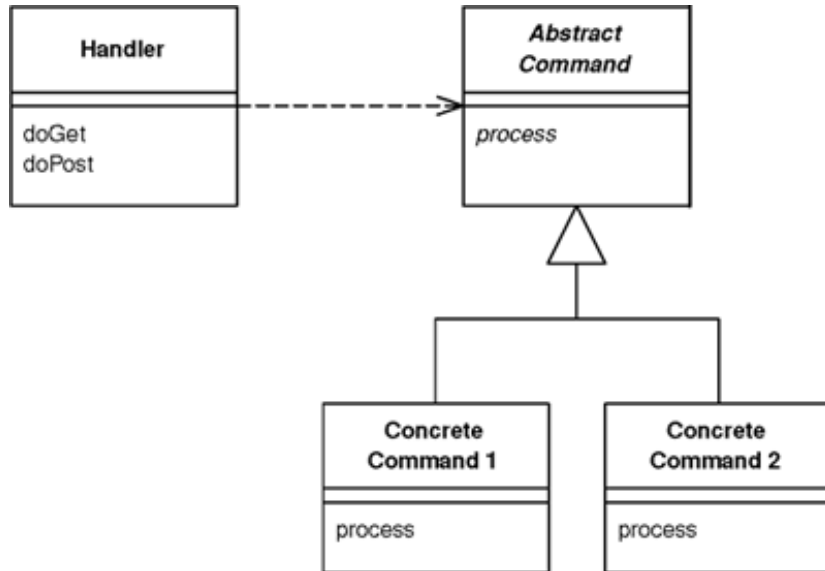 Handler
doGet
doPost
Abstract
Command
process
Concrete
Command 1
process
Concrete
Command 2
process